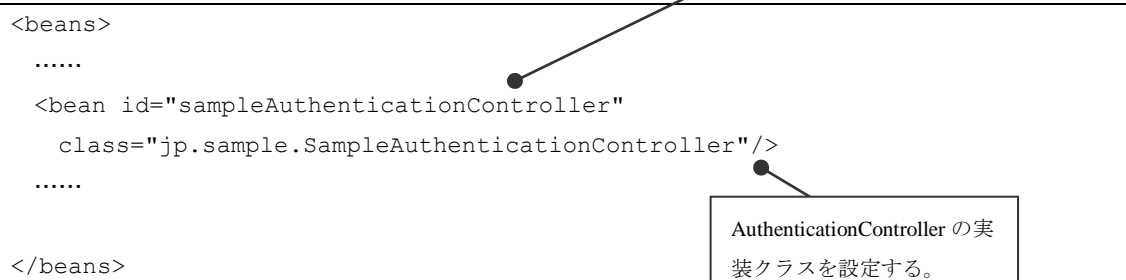 <beans>
……
<bean id="sampleAuthenticationController"
class="jp.sample.SampleAuthenticationController"/>
……
AuthenticationController の実
装クラスを設定する。
</beans>